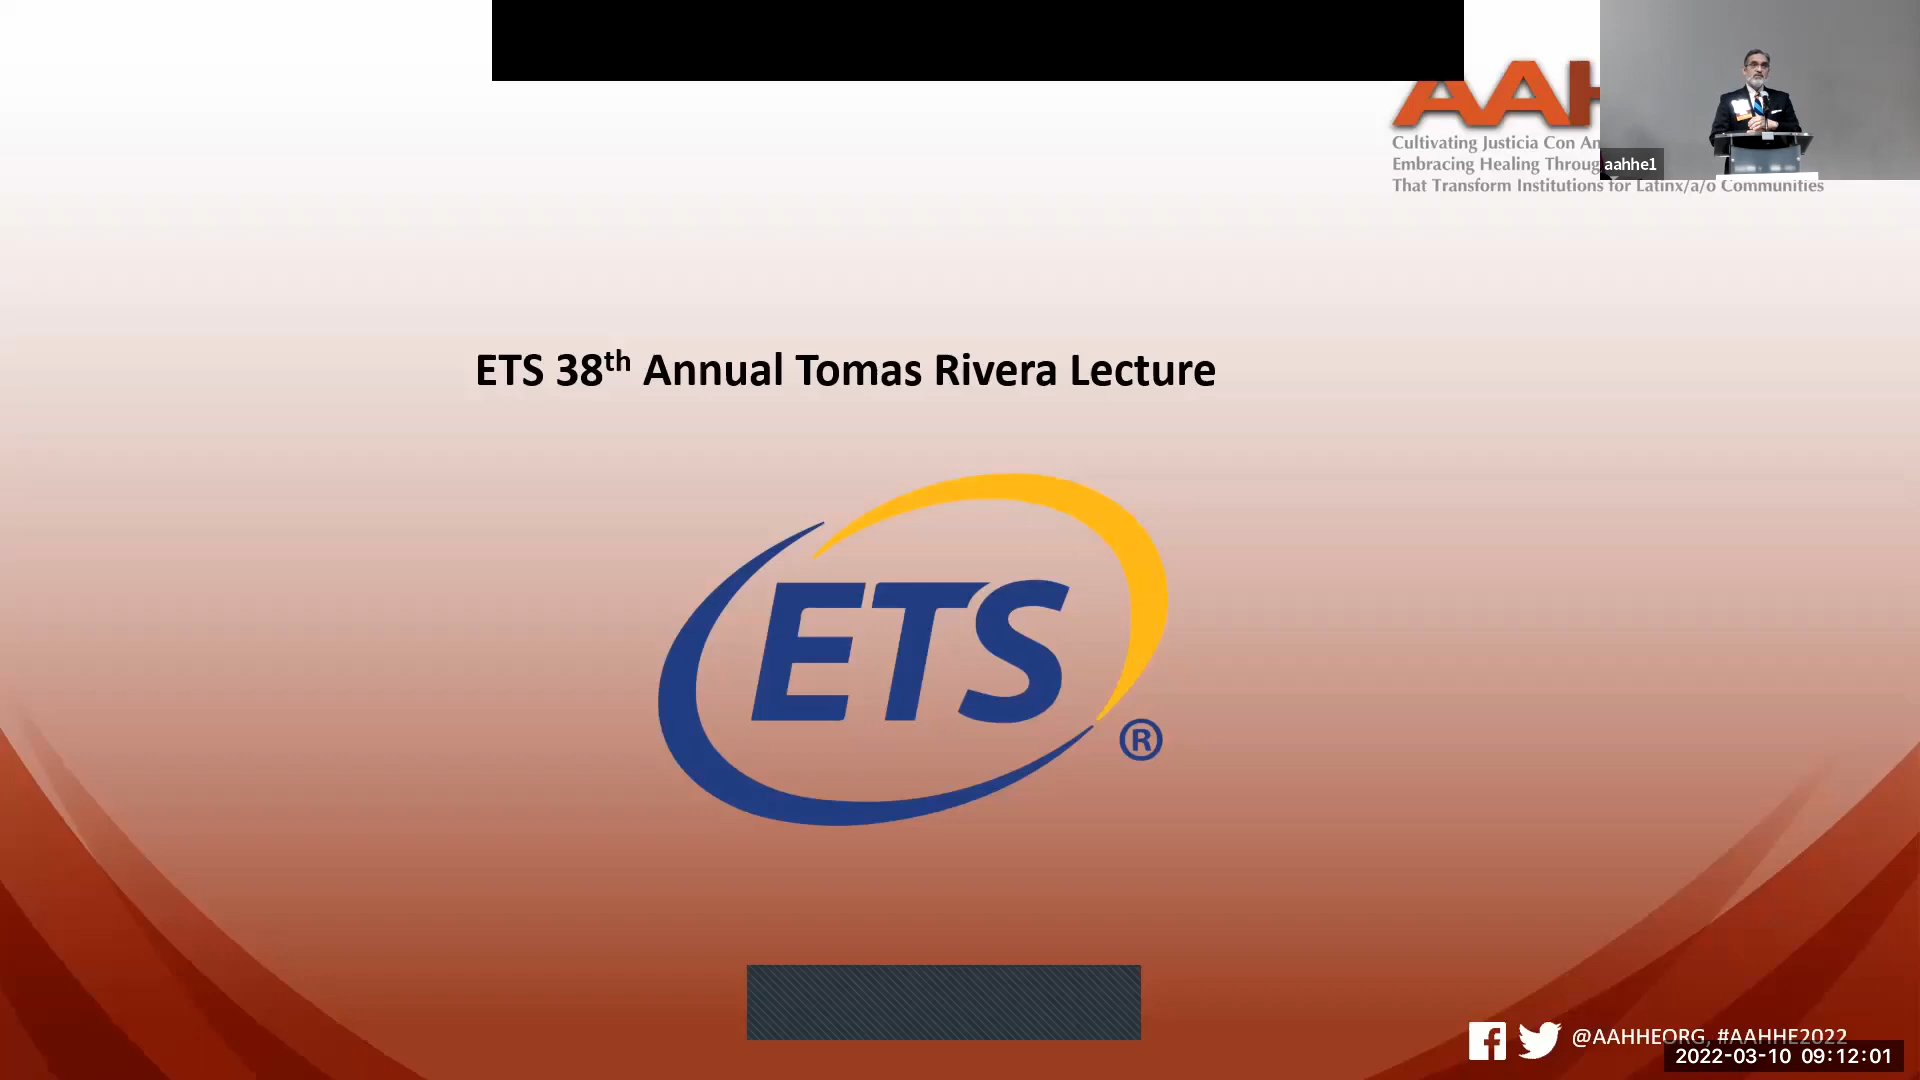 AAH
Cultivating Justicia Con An
Embracing Healing Throug
That Transform Institutions for Latinx/a/o Communities
aahhe1
ETS 38th Annual Tomas Rivera Lecture
ETS
®
@AAHHEORG, #AAHHE2022
2022-03-10 09:12:01